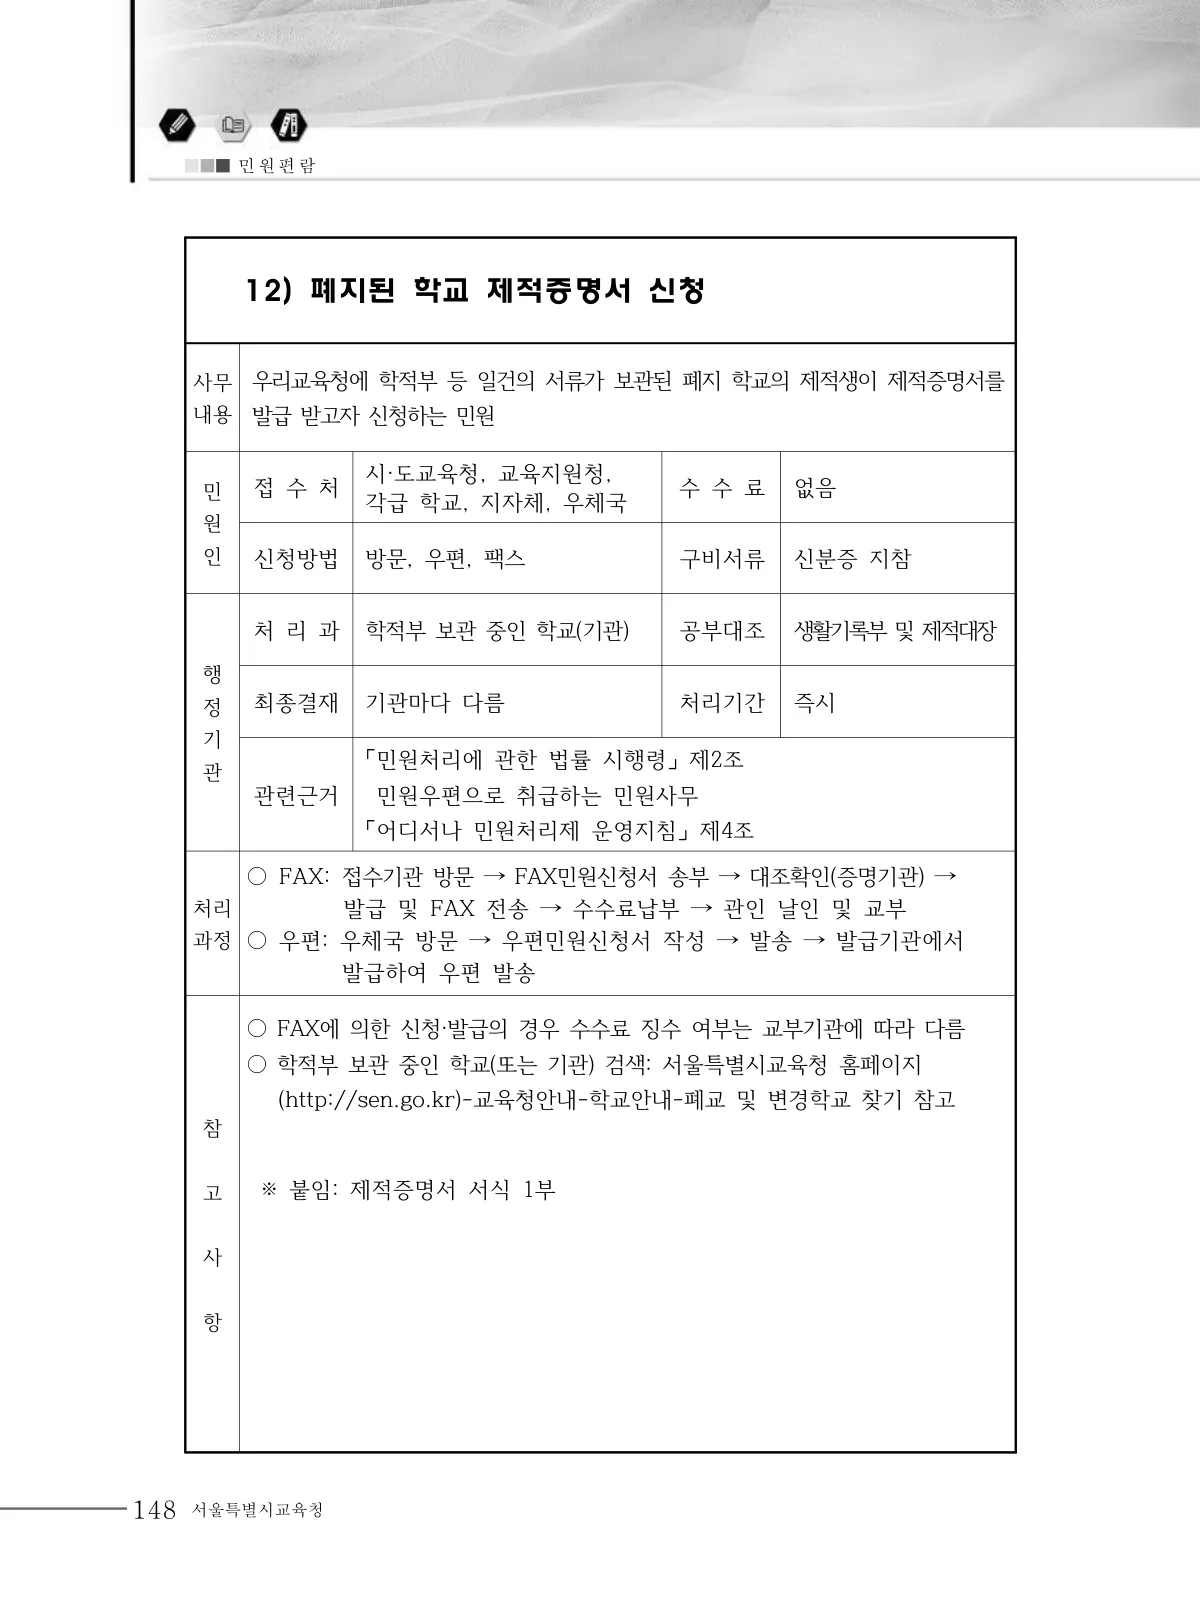 민원편람
12) 폐지된 학교 제적증명서 신청
사무
내용
우리교육청에 학적부 등 일건의 서류가 보관된 폐지 학교의 제적생이 제적증명서를
발급 받고자 신청하는 민원
민
원
인
접 수 처
시·도교육청, 교육지원청,
각급 학교, 지자체, 우체국
수 수 료
없음
신청방법
방문, 우편, 팩스
구비서류
신분증 지참
행
정
기
관
처 리 과
학적부 보관 중인 학교(기관)
공부대조
생활기록부 및 제적대장
최종결재
기관마다 다름
처리기간
즉시
관련근거
「민원처리에 관한 법률 시행령」제2조
민원우편으로 취급하는 민원사무
「어디서나 민원처리제 운영지침」제4조
처리
과정
○ FAX: 접수기관 방문 → FAX민원신청서 송부 → 대조확인(증명기관) →
발급 및 FAX 전송 → 수수료납부 → 관인 날인 및 교부
○ 우편: 우체국 방문 → 우편민원신청서 작성 → 발송 → 발급기관에서
발급하여 우편 발송
참
고
사
항
○ FAX에 의한 신청·발급의 경우 수수료 징수 여부는 교부기관에 따라 다름
○ 학적부 보관 중인 학교(또는 기관) 검색: 서울특별시교육청 홈페이지
(http://sen.go.kr)-교육청안내-학교안내-폐교 및 변경학교 찾기 참고
※ 붙임: 제적증명서 서식 1부
148 서울특별시교육청